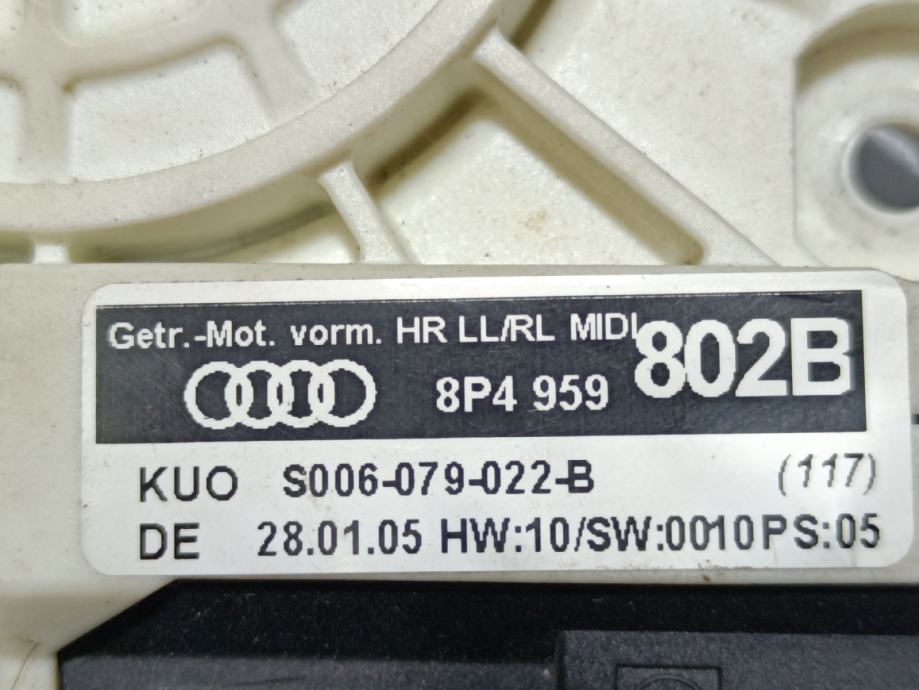 Getr.-Mot. vorm. HR LL/RL MIDI
8P4 959 802B
KUO S006-079-022-B (117)
DE 28.01.05 HW:10/SW:0010 PS:05